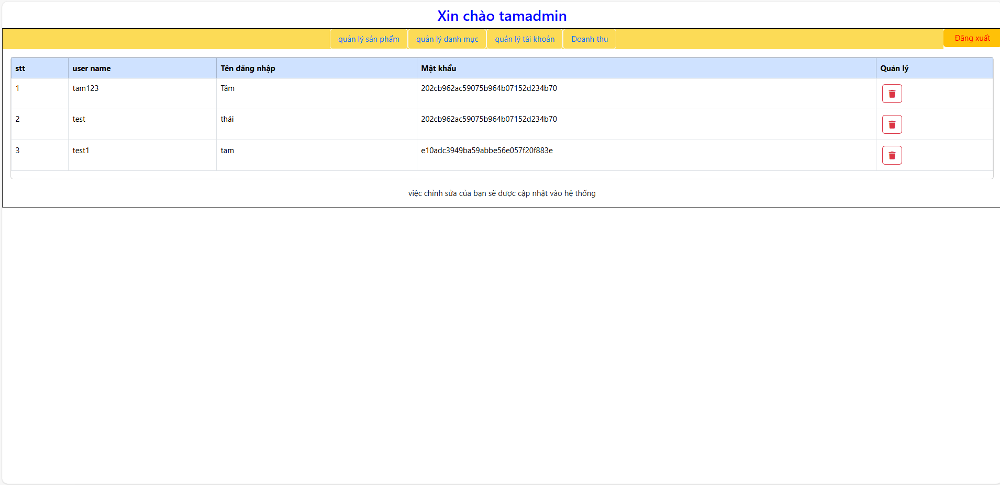 Xin chào tamadmin
quản lý sản phẩm quản lý danh mục quản lý tài khoản Doanh thu Đăng xuất
stt user name Tên đăng nhập Mật khẩu Quản lý
1 tam123 Tâm 202cb962ac59075b964b07152d234b70
2 test thái 202cb962ac59075b964b07152d234b70
3 test1 tam e10adc3949ba59abbe56e057f20f883e
việc chỉnh sửa của bạn sẽ được cập nhật vào hệ thống